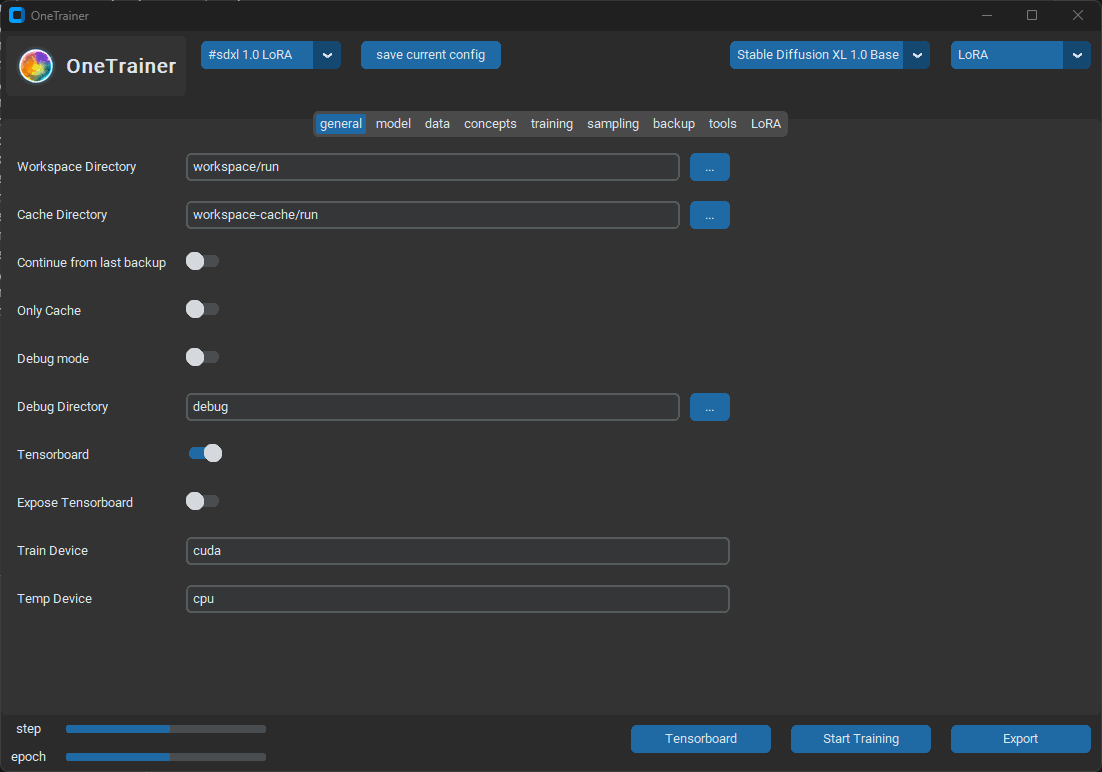 OneTrainer
OneTrainer
#sdxl 1.0 LoRA
save current config
Stable Diffusion XL 1.0 Base
LoRA
general model data concepts training sampling backup tools LoRA
Workspace Directory workspace/run ...
Cache Directory workspace-cache/run ...
Continue from last backup
Only Cache
Debug mode
Debug Directory debug ...
Tensorboard
Expose Tensorboard
Train Device cuda
Temp Device cpu
step
epoch
Tensorboard Start Training Export